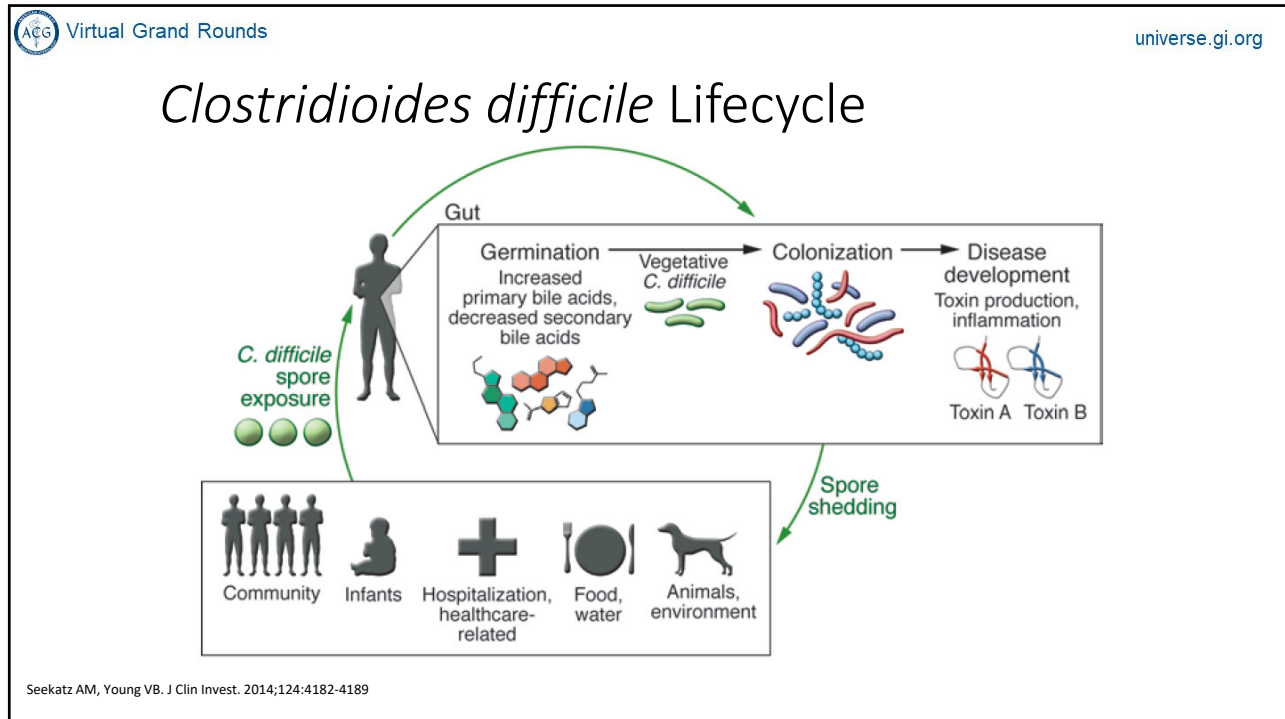 ACG
Virtual Grand Rounds
universe.gi.org
Clostridioides difficile Lifecycle
Gut
Germination
Increased
primary bile acids,
decreased secondary
bile acids
Vegetative
C. difficile
Colonization
Disease
development
Toxin production,
inflammation
Toxin A
Toxin B
C. difficile
spore
exposure
Spore
shedding
Community
Infants
Hospitalization,
healthcare-
related
Food,
water
Animals,
environment
Seekatz AM, Young VB. J Clin Invest. 2014;124:4182-4189